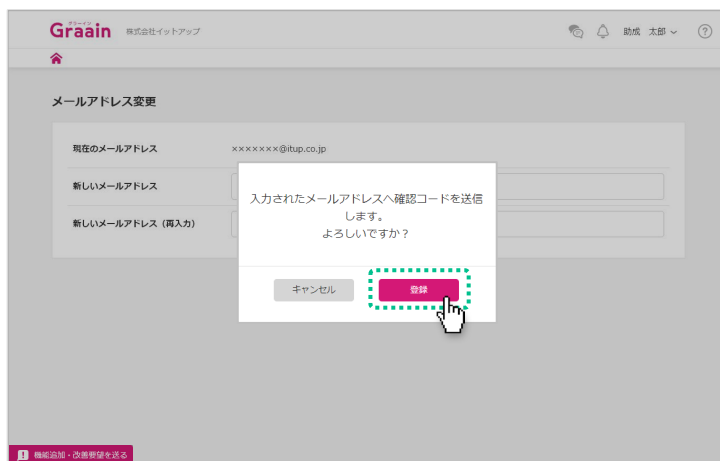 グラーイン
Graain 株式会社イットアップ 助成 太郎
メールアドレス変更
現在のメールアドレス ×××××××@itup.co.jp
新しいメールアドレス
新しいメールアドレス（再入力）
入力されたメールアドレスへ確認コードを送信
します。
よろしいですか？
キャンセル 登録
機能追加・改善要望を送る